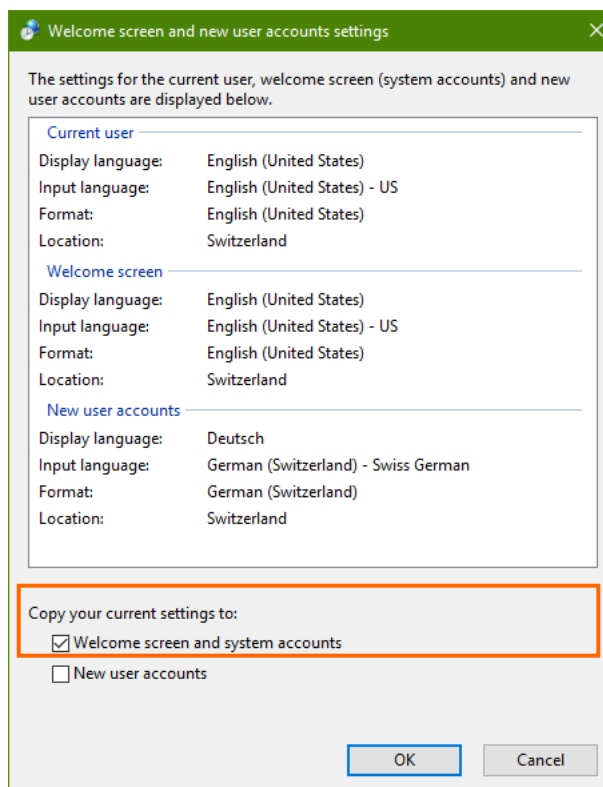 Welcome screen and new user accounts settings
The settings for the current user, welcome screen (system accounts) and new
user accounts are displayed below.
Current user
Display language: English (United States)
Input language: English (United States) - US
Format: English (United States)
Location: Switzerland
Welcome screen
Display language: English (United States)
Input language: English (United States) - US
Format: English (United States)
Location: Switzerland
New user accounts
Display language: Deutsch
Input language: German (Switzerland) - Swiss German
Format: German (Switzerland)
Location: Switzerland
Copy your current settings to:
Welcome screen and system accounts
New user accounts
OK Cancel